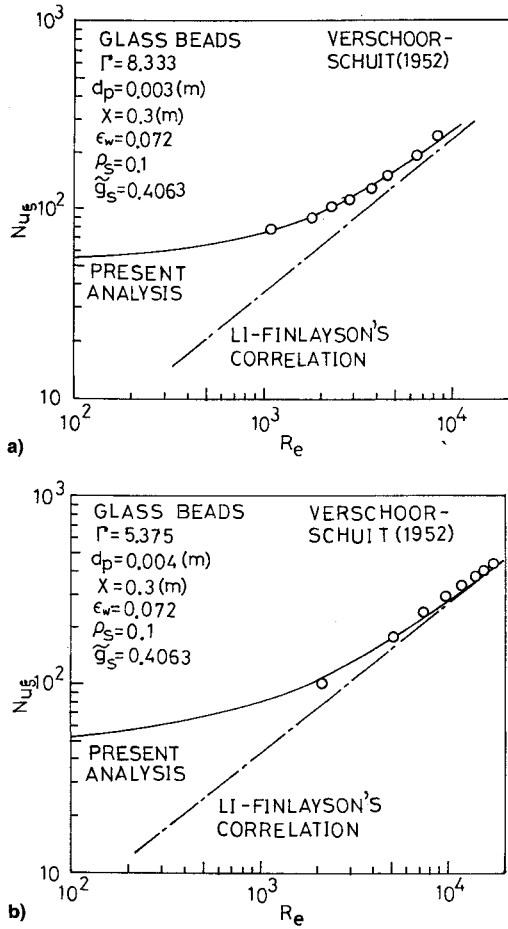 10³
GLASS BEADS
VERSCHOOR-
Γ=8.333
SCHUIT(1952)
dp=0.003(m)
X=0.3(m)
ϵw=0.072
ρs=0.1
g̃s=0.4063
10²
Nuξ
PRESENT
ANALYSIS
LI-FINLAYSON'S
CORRELATION
10
10²
10³
10⁴
Re
a)
10³
GLASS BEADS
VERSCHOOR-
Γ=5.375
SCHUIT(1952)
dp=0.004(m)
X=0.3(m)
ϵw=0.072
ρs=0.1
g̃s=0.4063
10²
Nuξ
PRESENT
ANALYSIS
LI-FINLAYSON'S
CORRELATION
10
10²
10³
10⁴
Re
b)